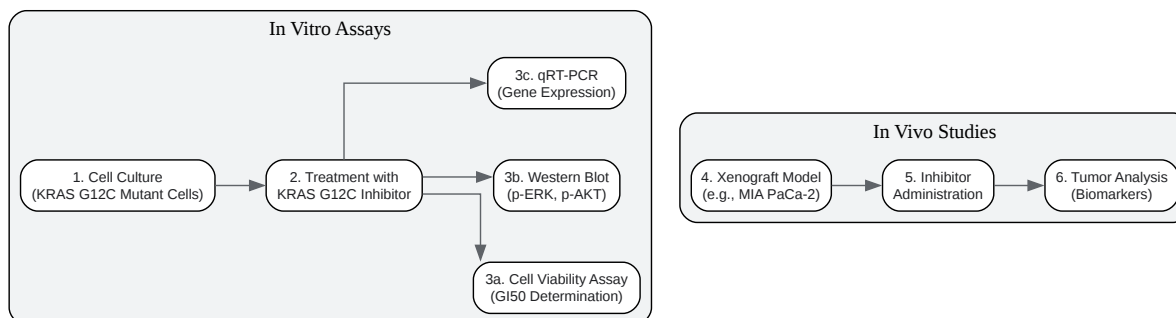 In Vitro Assays
3c. qRT-PCR
(Gene Expression)
1. Cell Culture
(KRAS G12C Mutant Cells)
2. Treatment with
KRAS G12C Inhibitor
3b. Western Blot
(p-ERK, p-AKT)
3a. Cell Viability Assay
(GI50 Determination)
In Vivo Studies
4. Xenograft Model
(e.g., MIA PaCa-2)
5. Inhibitor
Administration
6. Tumor Analysis
(Biomarkers)